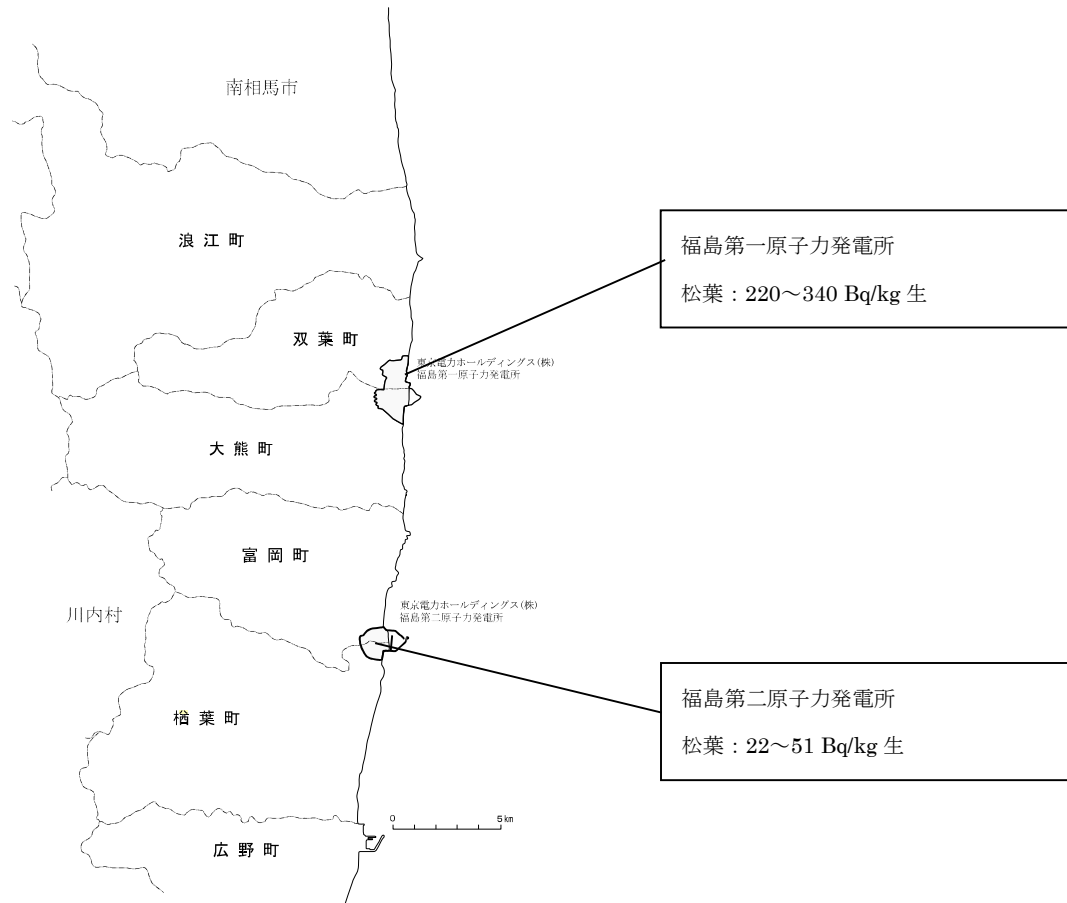 南相馬市
浪江町
福島第一原子力発電所
松葉：220～340 Bq/kg 生
双葉町
東京電力ホールディングス(株)
福島第一原子力発電所
大熊町
富岡町
東京電力ホールディングス(株)
福島第二原子力発電所
川内村
福島第二原子力発電所
松葉：22～51 Bq/kg 生
楢葉町
0 5km
広野町